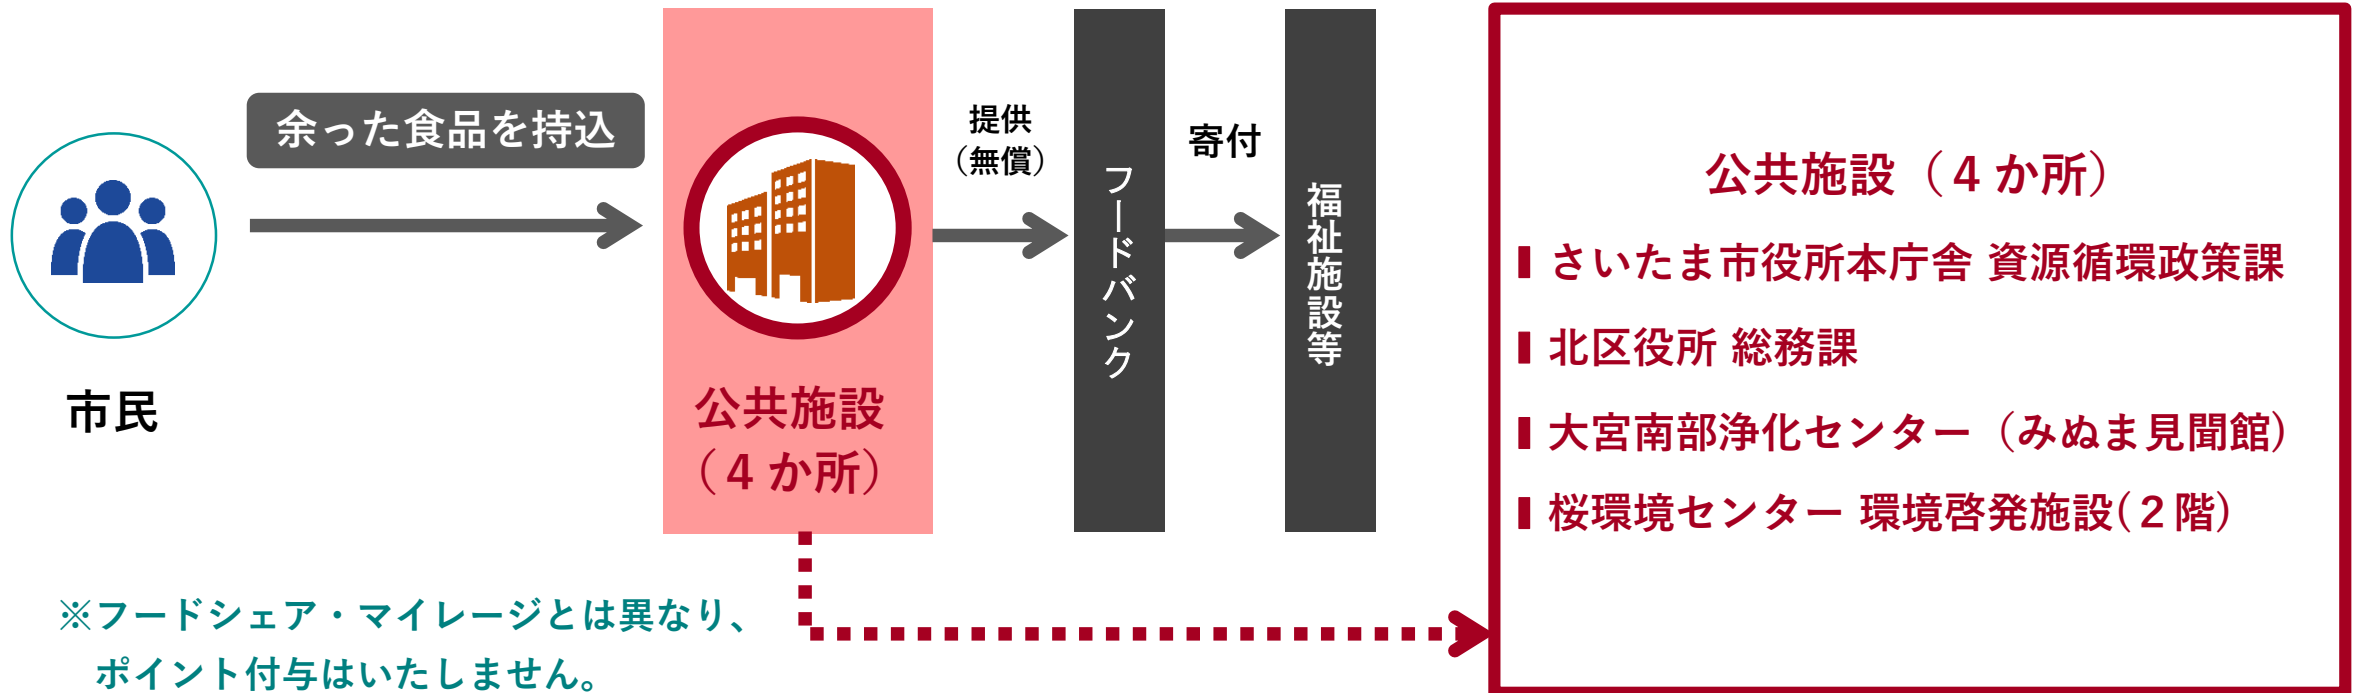 余った食品を持込
市民
公共施設
（４か所）
提供
（無償）
フードバンク
寄付
福祉施設等
※フードシェア・マイレージとは異なり、
ポイント付与はいたしません。
公共施設（４か所）
さいたま市役所本庁舎 資源循環政策課
北区役所 総務課
大宮南部浄化センター（みぬま見聞館）
桜環境センター 環境啓発施設(２階)